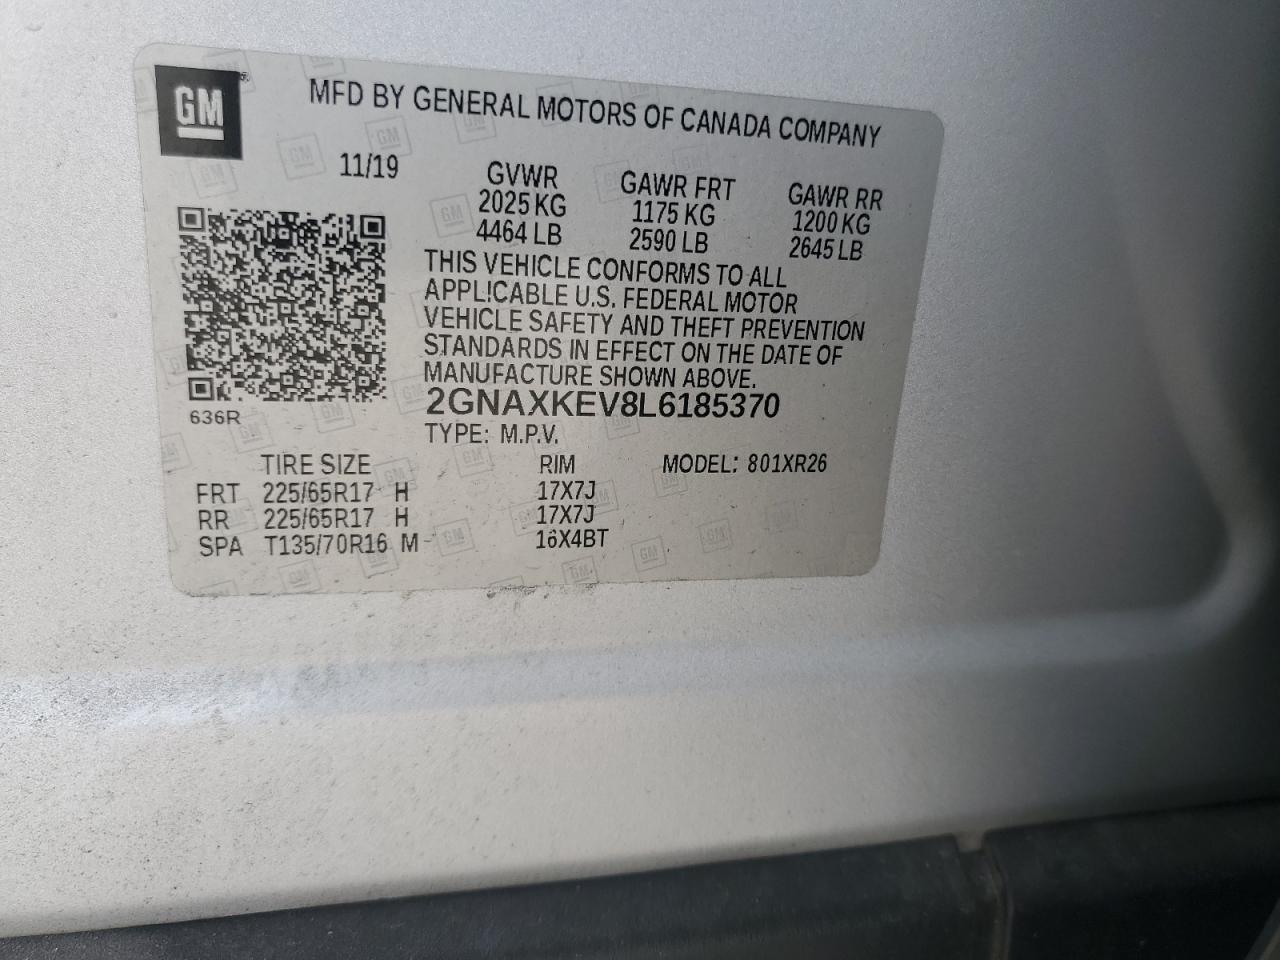 GM
MFD BY GENERAL MOTORS OF CANADA COMPANY
11/19
GVWR GAWR FRT GAWR RR
2025 KG 1175 KG 1200 KG
4464 LB 2590 LB 2645 LB
THIS VEHICLE CONFORMS TO ALL
APPLICABLE U.S. FEDERAL MOTOR
VEHICLE SAFETY AND THEFT PREVENTION
STANDARDS IN EFFECT ON THE DATE OF
MANUFACTURE SHOWN ABOVE.
636R
2GNAXKEV8L6185370
TYPE: M.P.V.
TIRE SIZE RIM MODEL: 801XR26
FRT 225/65R17 H 17X7J
RR 225/65R17 H 17X7J
SPA T135/70R16 M 16X4BT